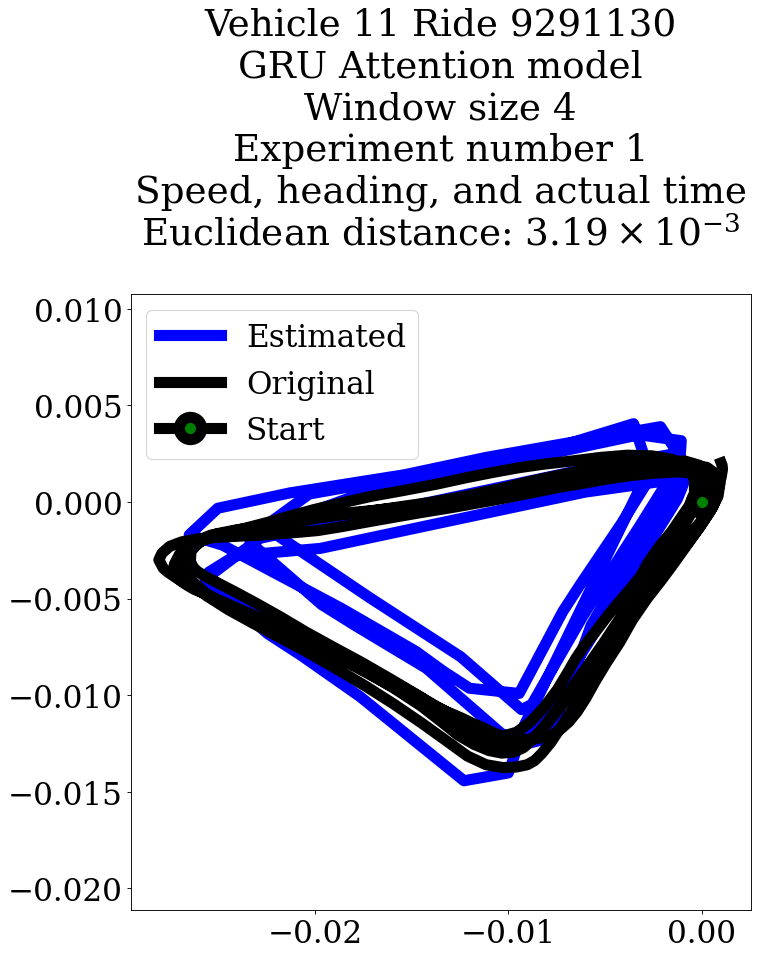 Vehicle 11 Ride 9291130
GRU Attention model
Window size 4
Experiment number 1
Speed, heading, and actual time
Euclidean distance: 3.19 × 10⁻³
0.010
0.005
0.000
−0.005
−0.010
−0.015
−0.020
Estimated
Original
Start
−0.02 −0.01 0.00